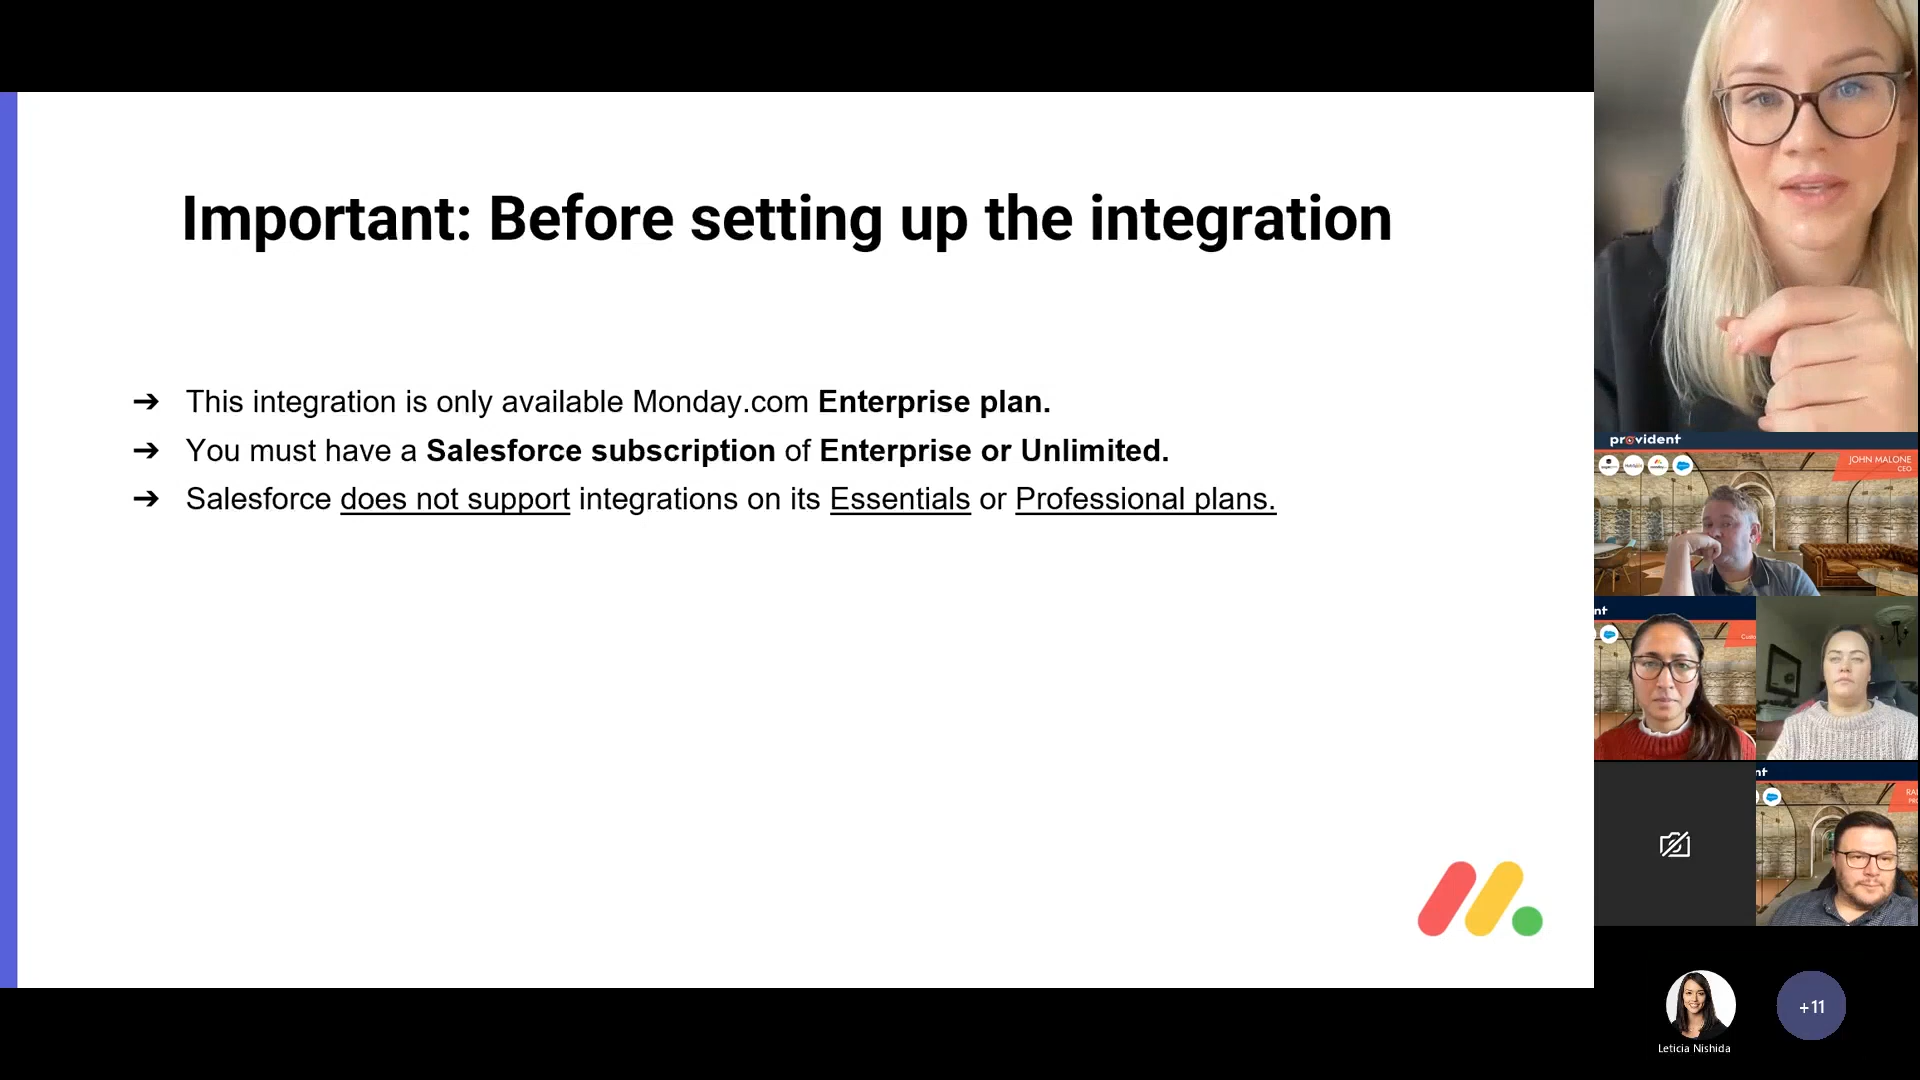 Important: Before setting up the integration
➔ This integration is only available Monday.com Enterprise plan.
➔ You must have a Salesforce subscription of Enterprise or Unlimited.
➔ Salesforce does not support integrations on its Essentials or Professional plans.
provident
JOHN MALONE
CEO
nt
nt
Leticia Nishida
+11